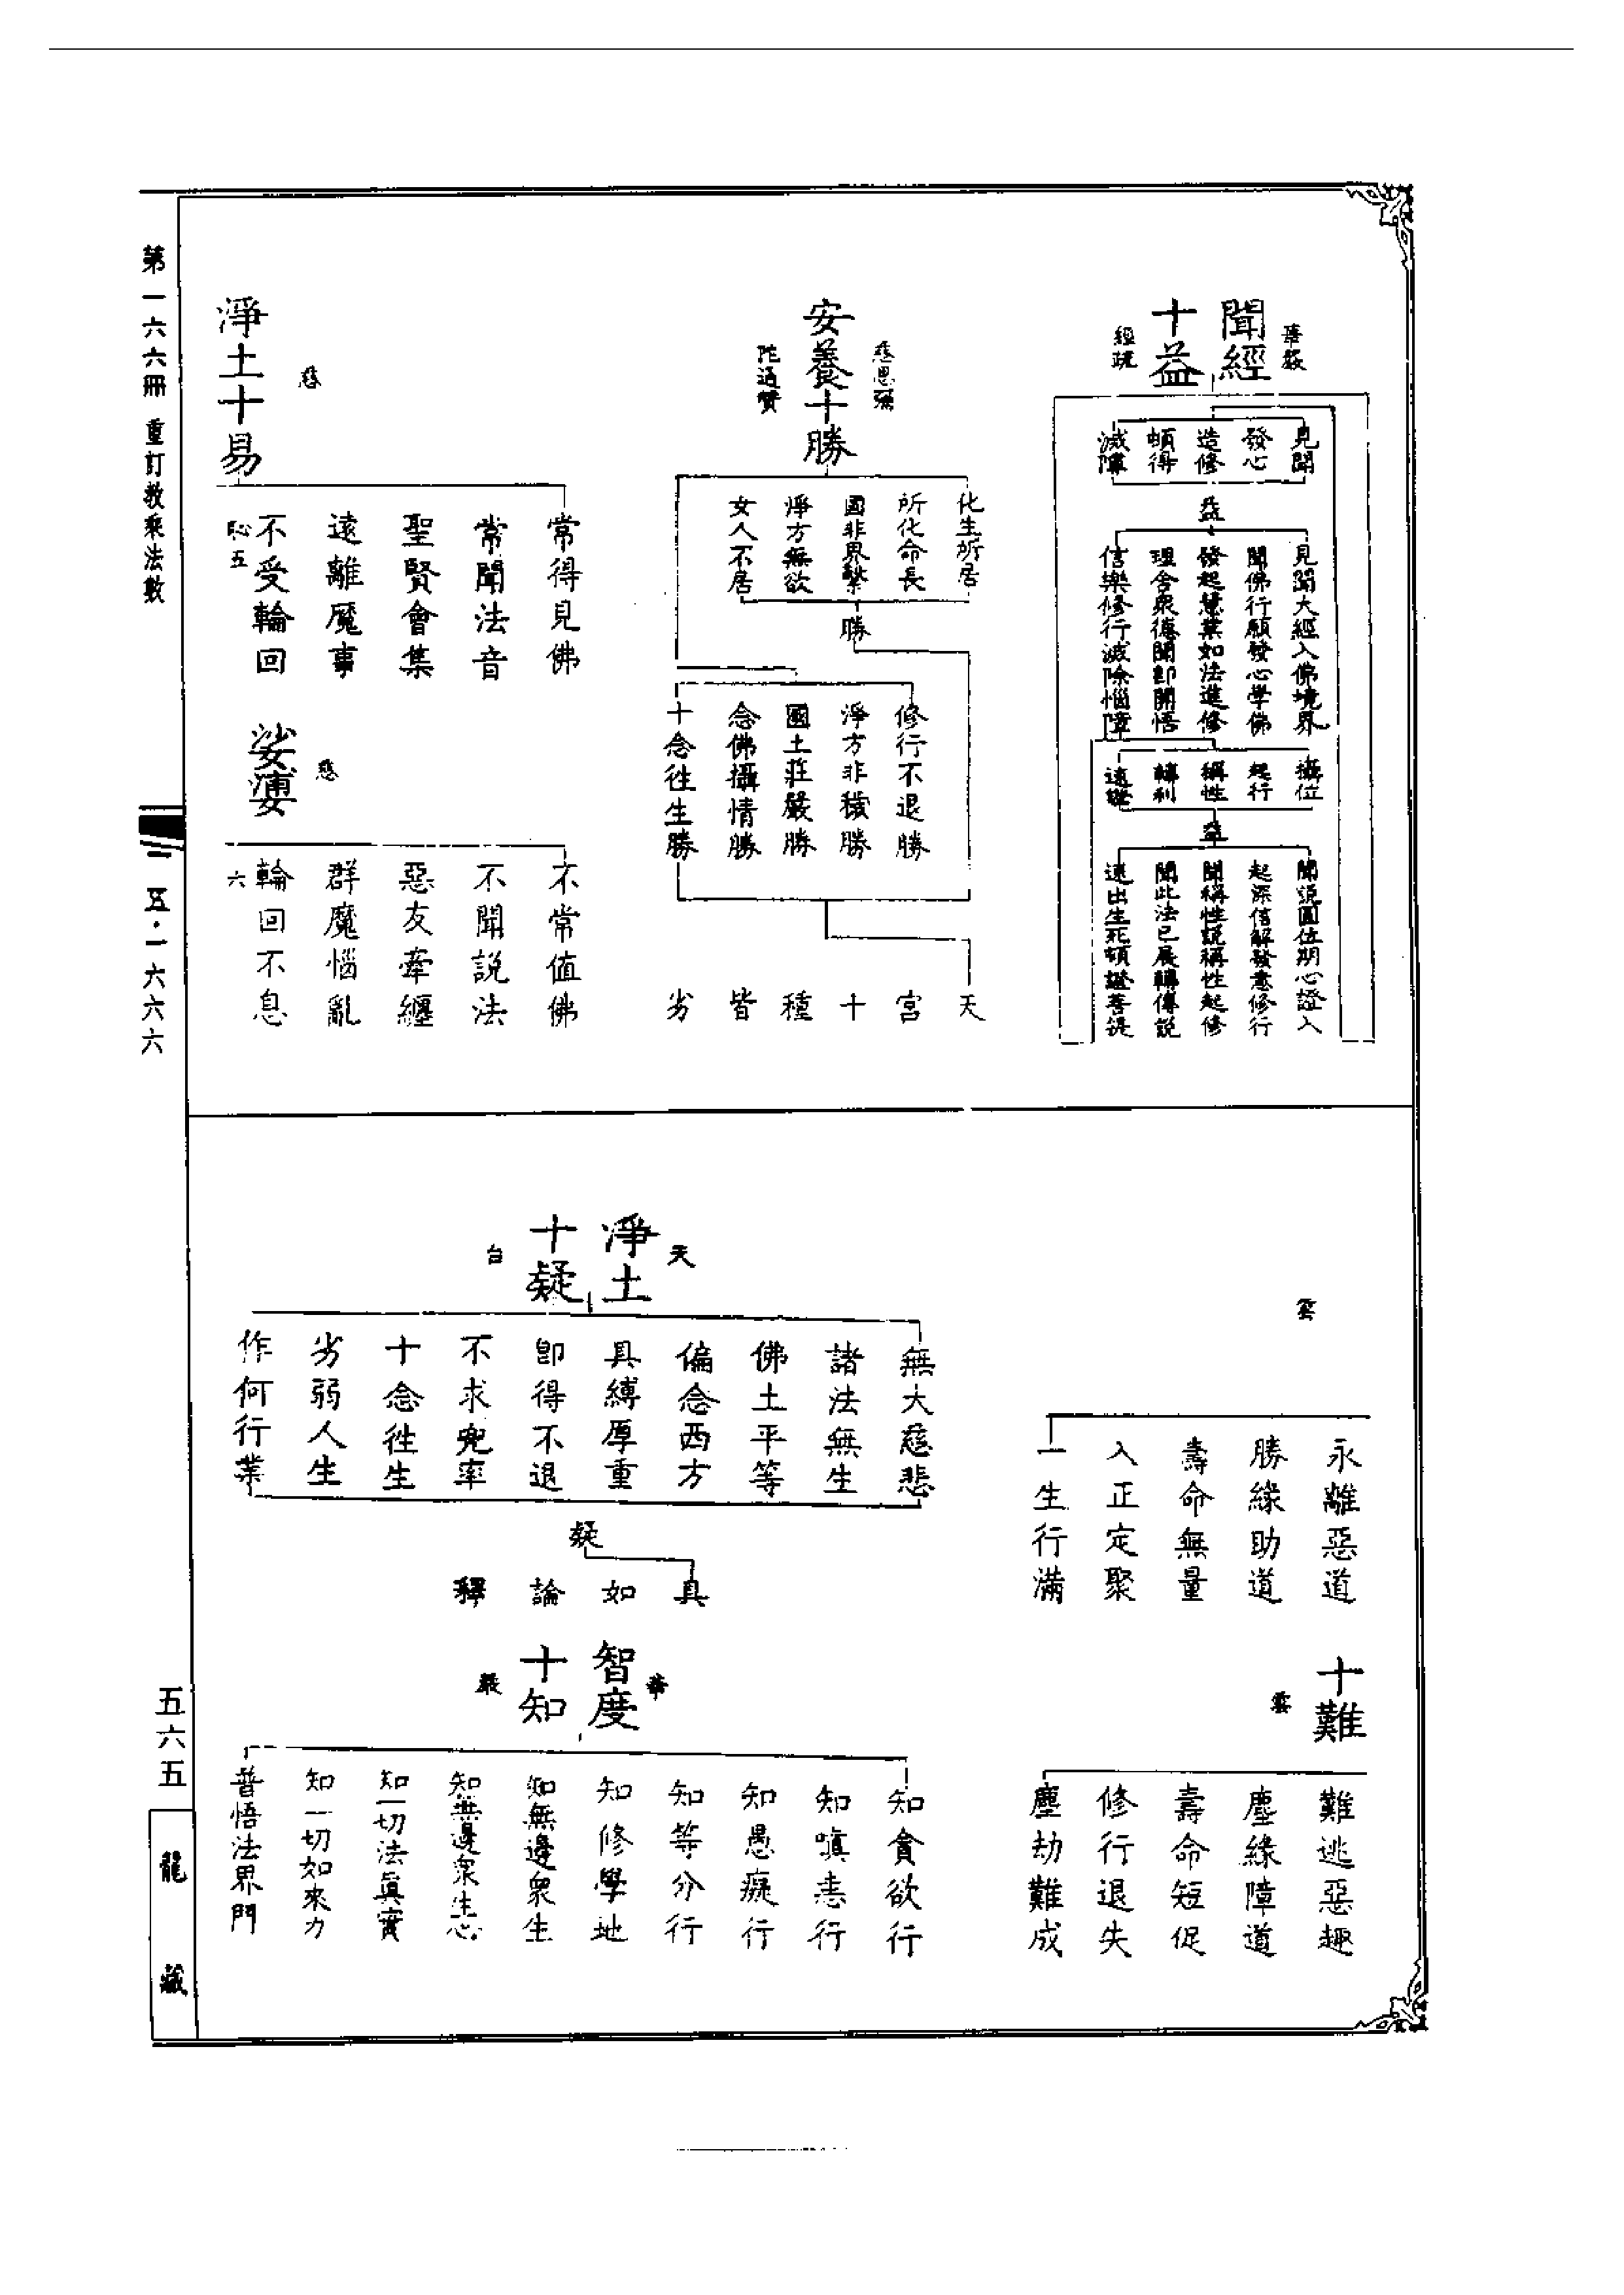 聞經
十益
華嚴
經疏
見聞
發心
造修
頓得
滅障
益
見聞大經入佛境界
聞佛行願發心學佛
發起慧業如法進修
理含眾德聞即開悟
信樂修行滅除惱障
攝位
起行
稱性
轉利
速證
益
聞說圓位期心證入
起深信解發意修行
聞稱性說稱性起修
聞此法已展轉傳說
速出生死頓證菩提
安養十勝
慈恩彌
陀通贊
化生所居
所化命長
國非界繫
淨方無欲
女人不居
勝
修行不退勝
淨方非穢勝
國土莊嚴勝
念佛攝情勝
十念往生勝
天
宮
十
種
皆
劣
淨土十易
慈
常得見佛
常聞法音
聖賢會集
遠離魔事
不受輪回
恥五
娑婆
慈
不常值佛
不聞說法
惡友牽纏
群魔惱亂
輪回不息
六
雲
永離惡道
勝緣助道
壽命無量
入正定聚
一生行滿
十難
雲
難逃惡趣
塵緣障道
壽命短促
修行退失
塵劫難成
淨土
十疑
天
台
無大慈悲
諸法無生
佛土平等
偏念西方
具縛厚重
即得不退
不求兜率
十念往生
劣弱人生
作何行業
疑
具
如
論
釋
智度
十知
華
嚴
知貪欲行
知嗔恚行
知愚癡行
知等分行
知修學地
知無邊眾生
知無邊眾生心
知一切法真實
知一切如來力
普悟法界門
第一六六冊 重訂教乘法數
二五·一六六六
五六五
龍藏